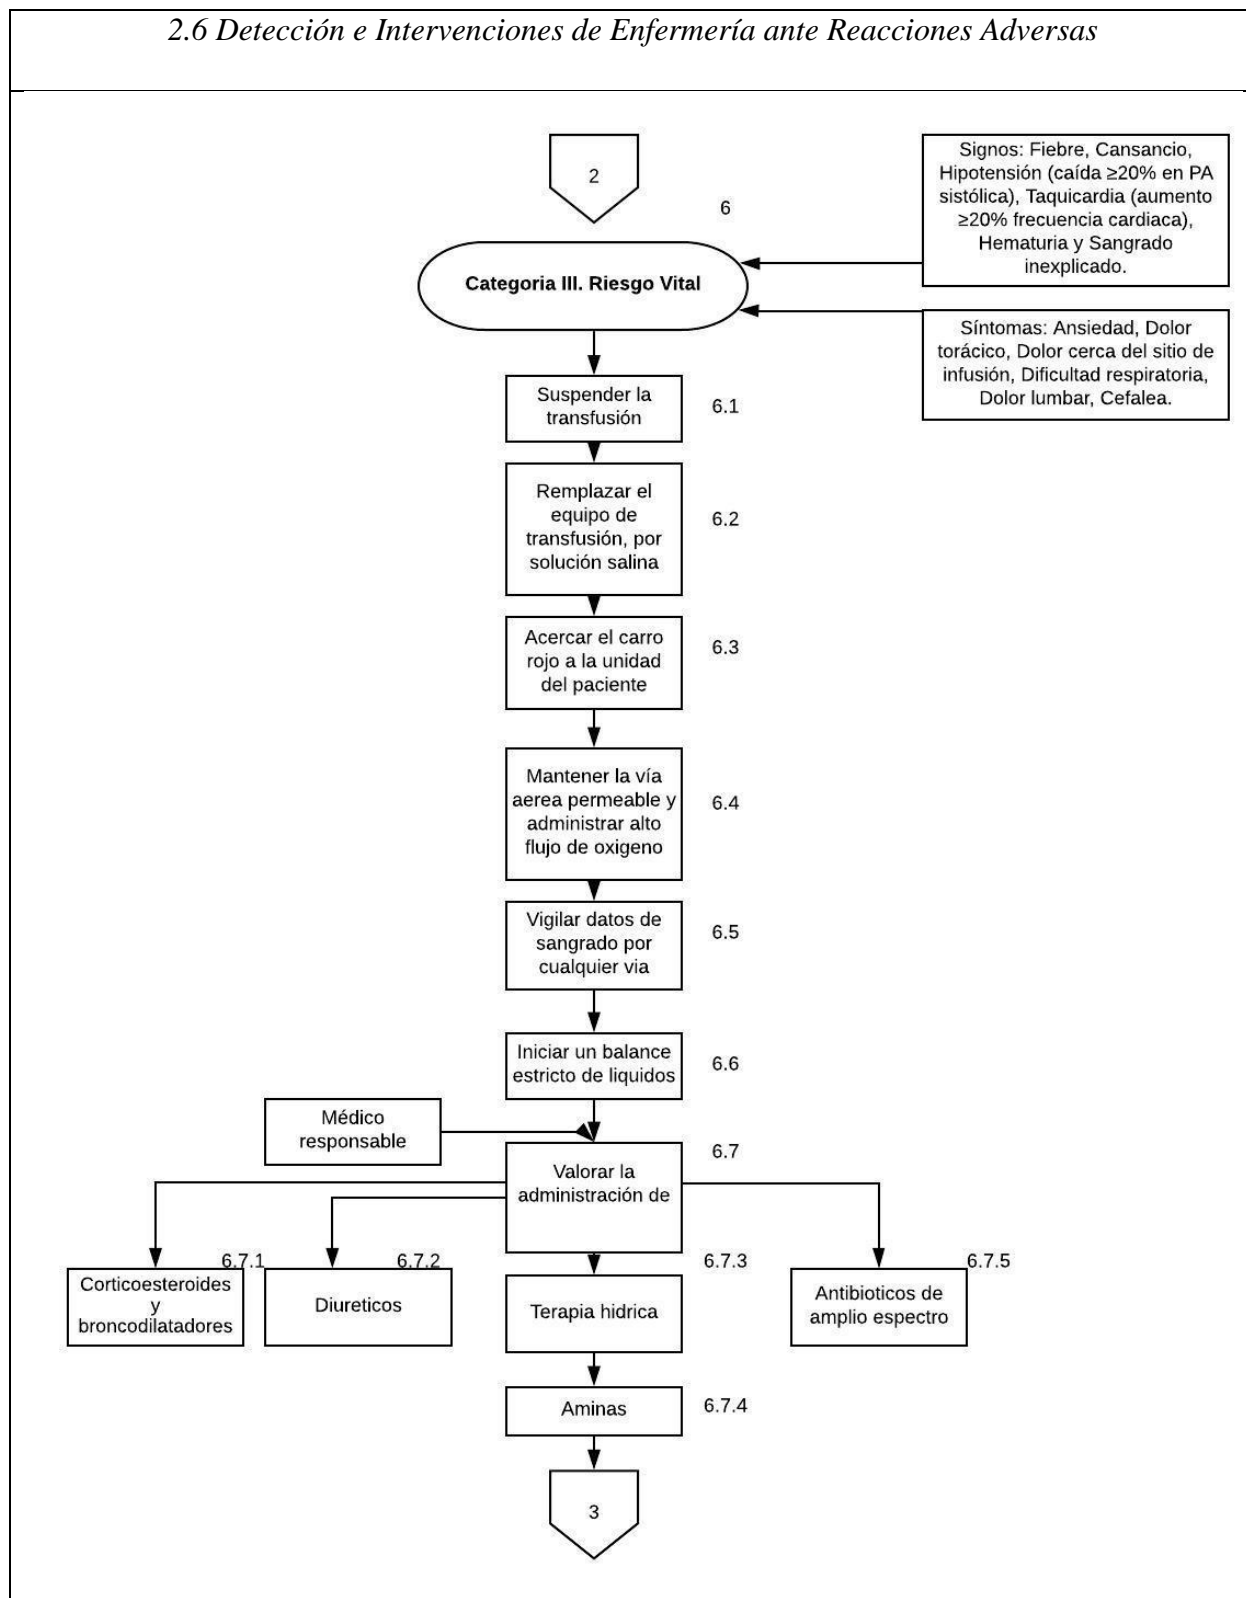 2.6 Detección e Intervenciones de Enfermería ante Reacciones Adversas
2
Signos: Fiebre, Cansancio,
Hipotensión (caída ≥20% en PA
sistólica), Taquicardia (aumento
≥20% frecuencia cardiaca),
Hematuria y Sangrado
inexplicado.
6
Categoria III. Riesgo Vital
Síntomas: Ansiedad, Dolor
torácico, Dolor cerca del sitio de
infusión, Dificultad respiratoria,
Dolor lumbar, Cefalea.
Suspender la
transfusión
6.1
Remplazar el
equipo de
transfusión, por
solución salina
6.2
Acercar el carro
rojo a la unidad
del paciente
6.3
Mantener la vía
aerea permeable y
administrar alto
flujo de oxigeno
6.4
Vigilar datos de
sangrado por
cualquier via
6.5
Iniciar un balance
estricto de liquidos
6.6
Médico
responsable
Valorar la
administración de
6.7
6.7.1
Corticoesteroides
y
broncodilatadores
6.7.2
Diureticos
6.7.3
Terapia hidrica
6.7.5
Antibioticos de
amplio espectro
Aminas
6.7.4
3